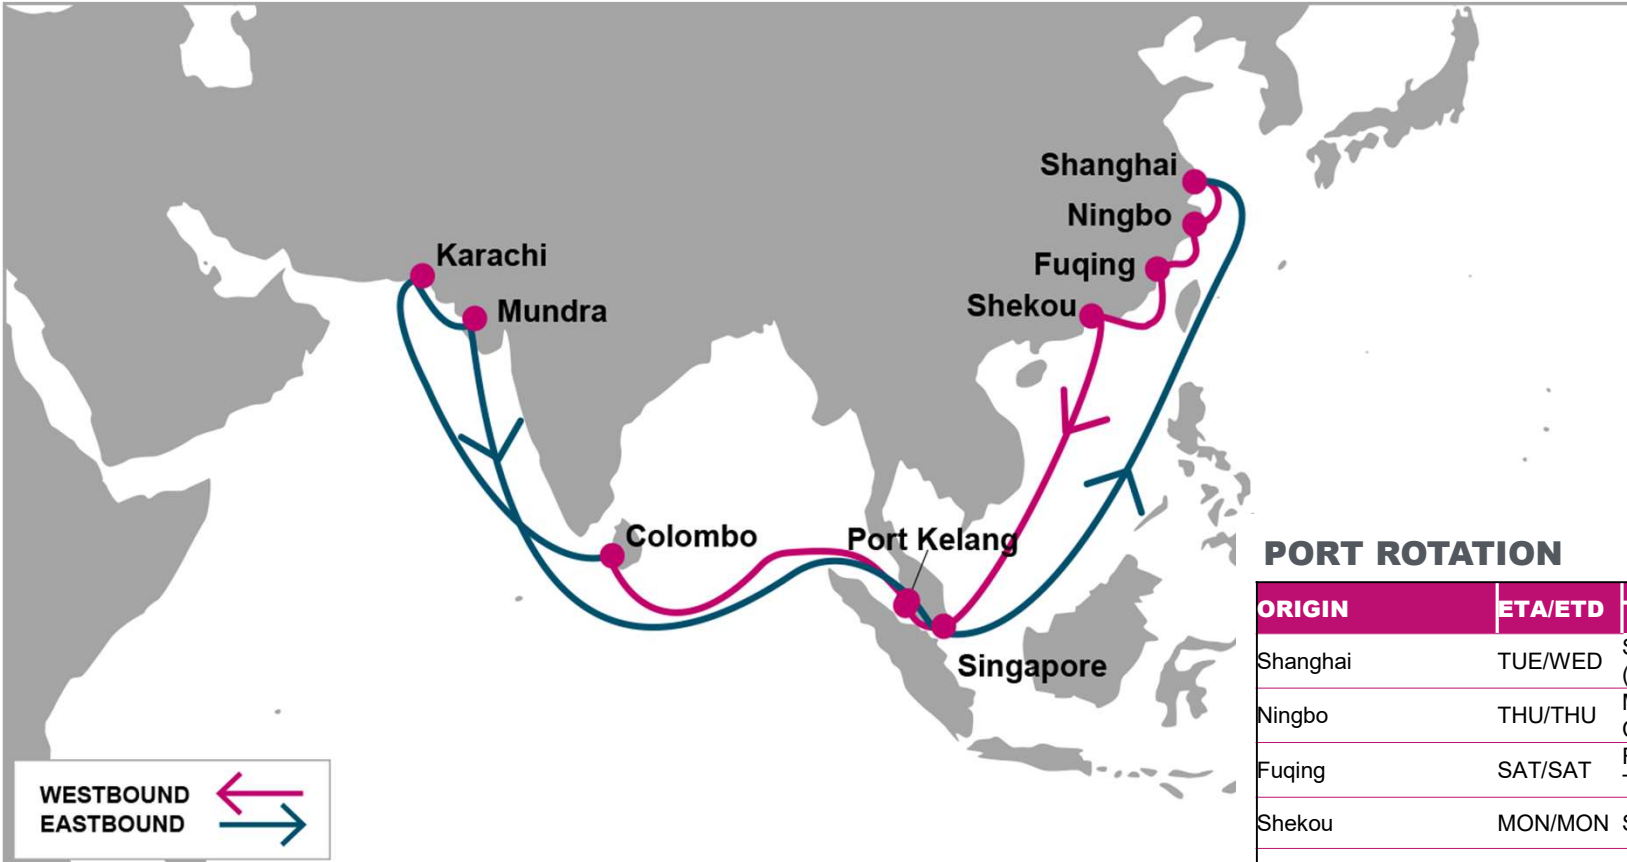 Shanghai
Ningbo
Karachi
Fuqing
Mundra
Shekou
Colombo
Port Kelang
Singapore
WESTBOUND
EASTBOUND
PORT ROTATION
ORIGIN ETA/ETD
Shanghai TUE/WED
Ningbo THU/THU
Fuqing SAT/SAT
Shekou MON/MON